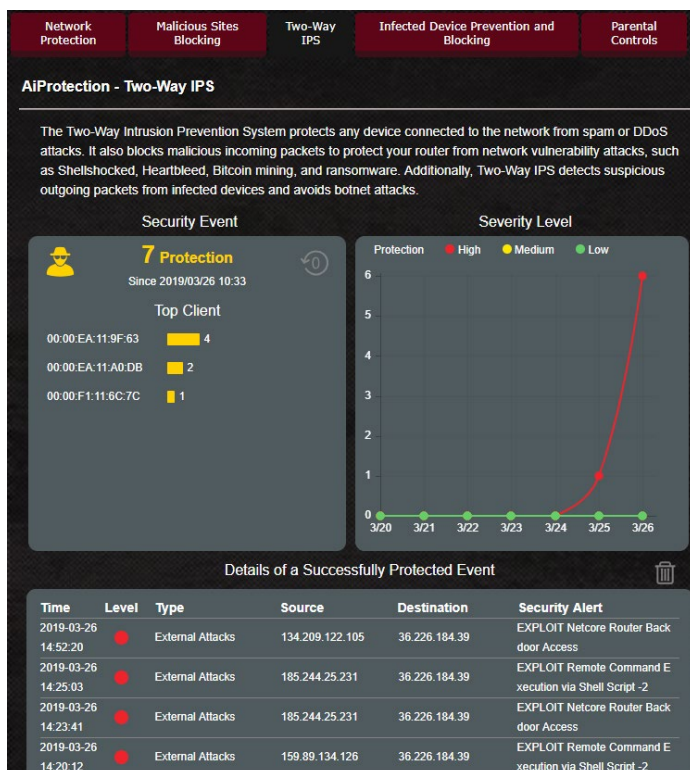 Network Protection
Malicious Sites Blocking
Two-Way IPS
Infected Device Prevention and Blocking
Parental Controls
AiProtection - Two-Way IPS
The Two-Way Intrusion Prevention System protects any device connected to the network from spam or DDoS
attacks. It also blocks malicious incoming packets to protect your router from network vulnerability attacks, such
as Shellshocked, Heartbleed, Bitcoin mining, and ransomware. Additionally, Two-Way IPS detects suspicious
outgoing packets from infected devices and avoids botnet attacks.
Security Event
7 Protection
0
Since 2019/03/26 10:33
Top Client
00:00:EA:11:9F:63 4
00:00:EA:11:A0:DB 2
00:00:F1:11:6C:7C 1
Severity Level
Protection High Medium Low
6
5
4
3
2
1
0
3/20 3/21 3/22 3/23 3/24 3/25 3/26
Details of a Successfully Protected Event
Time Level Type Source Destination Security Alert
2019-03-26
14:52:20
External Attacks 134.209.122.105 36.226.184.39
EXPLOIT Netcore Router Back
door Access
2019-03-26
14:25:03
External Attacks 185.244.25.231 36.226.184.39
EXPLOIT Remote Command E
xecution via Shell Script -2
2019-03-26
14:23:41
External Attacks 185.244.25.231 36.226.184.39
EXPLOIT Netcore Router Back
door Access
2019-03-26
14:20:12
External Attacks 159.89.134.126 36.226.184.39
EXPLOIT Remote Command E
xecution via Shell Script -2